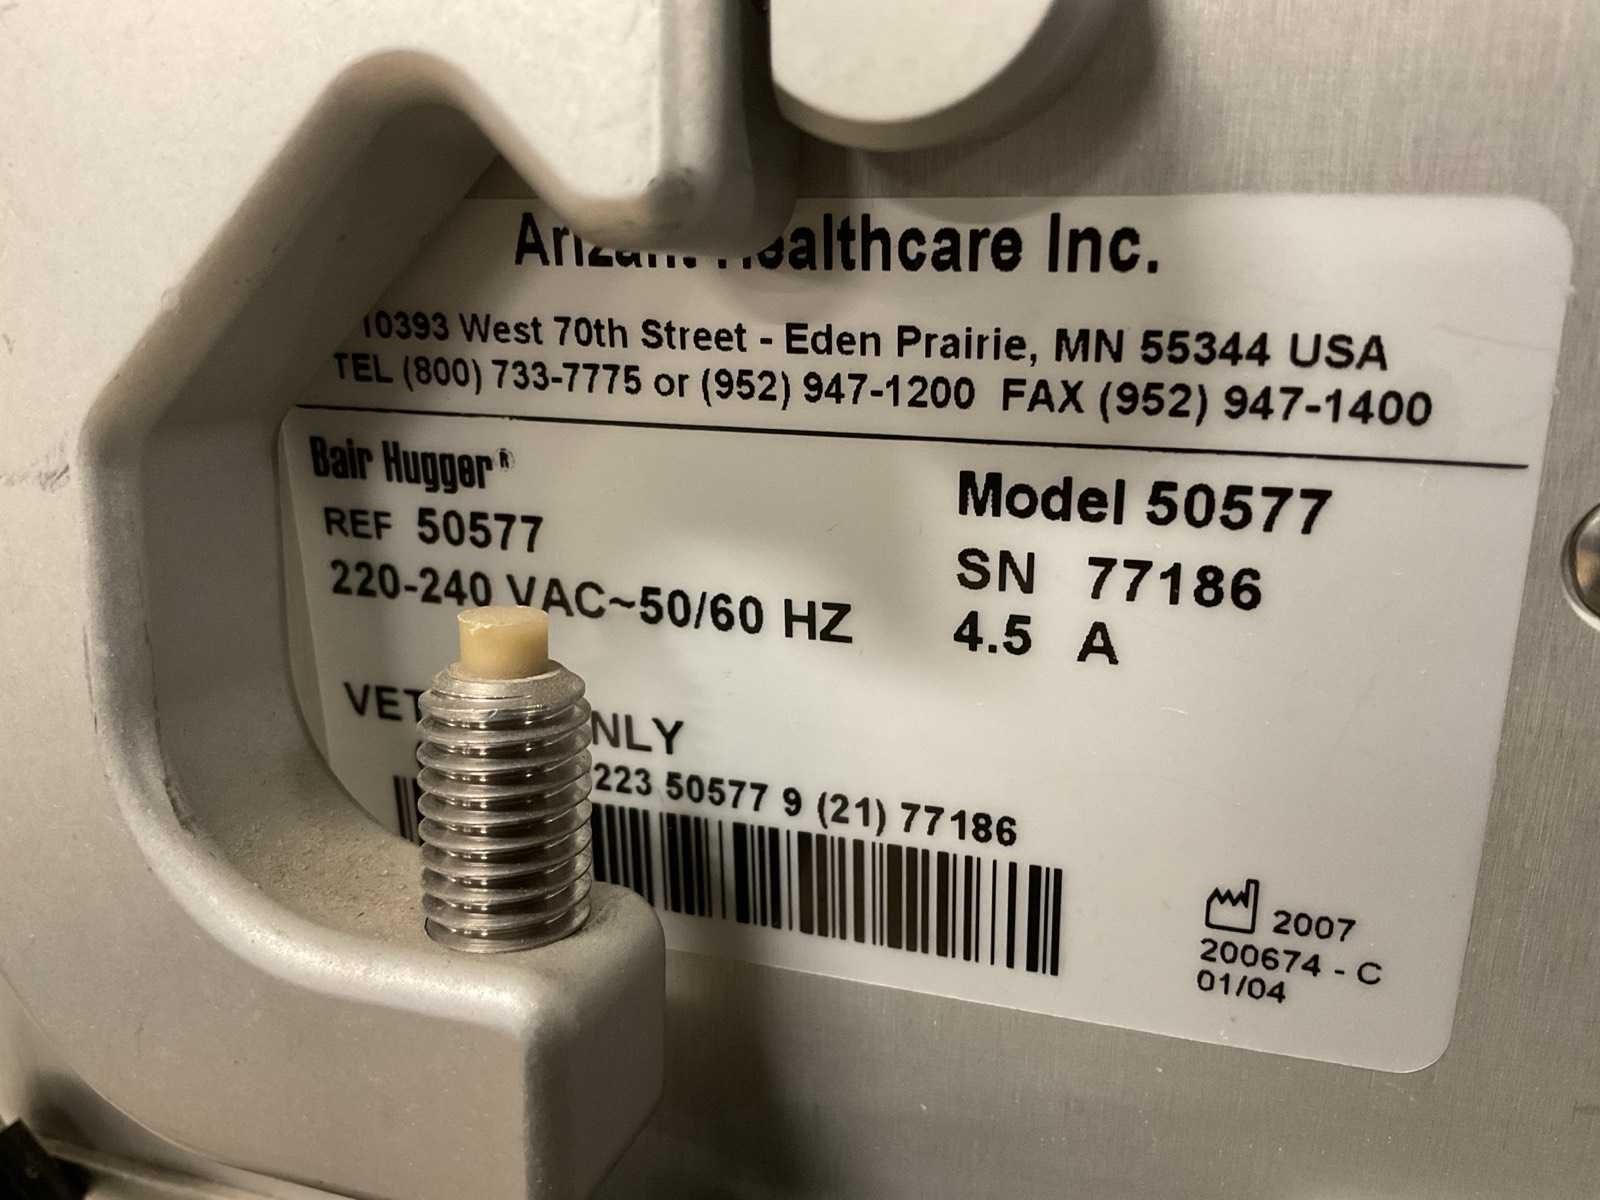 Arizant Healthcare Inc.
10393 West 70th Street - Eden Prairie, MN 55344 USA
TEL (800) 733-7775 or (952) 947-1200 FAX (952) 947-1400
Bair Hugger®
Model 50577
REF 50577
SN 77186
220-240 VAC~50/60 HZ
4.5 A
223 50577 9 (21) 77186
2007
200674 - C
01/04